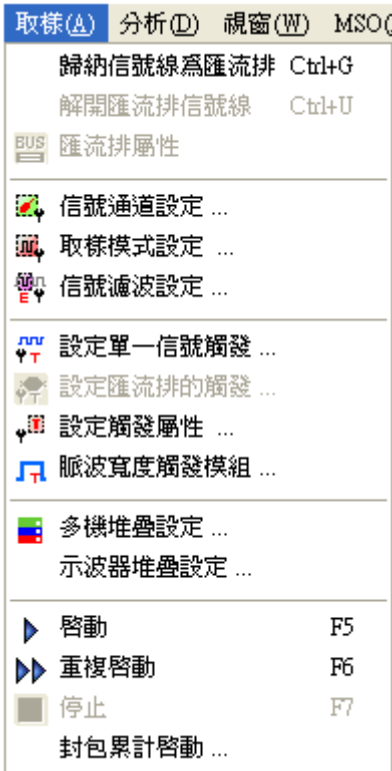 取樣(A) 分析(D) 視窗(W) MSO(
歸納信號線爲匯流排 Ctrl+G
解開匯流排信號線 Ctrl+U
BUS 匯流排屬性
信號通道設定 ...
取樣模式設定 ...
E 信號濾波設定 ...
T 設定單一信號觸發 ...
T 設定匯流排的觸發 ...
T 設定觸發屬性 ...
T 脈波寬度觸發模組 ...
多機堆疊設定 ...
示波器堆疊設定 ...
啓動 F5
重複啓動 F6
停止 F7
封包累計啓動 ...